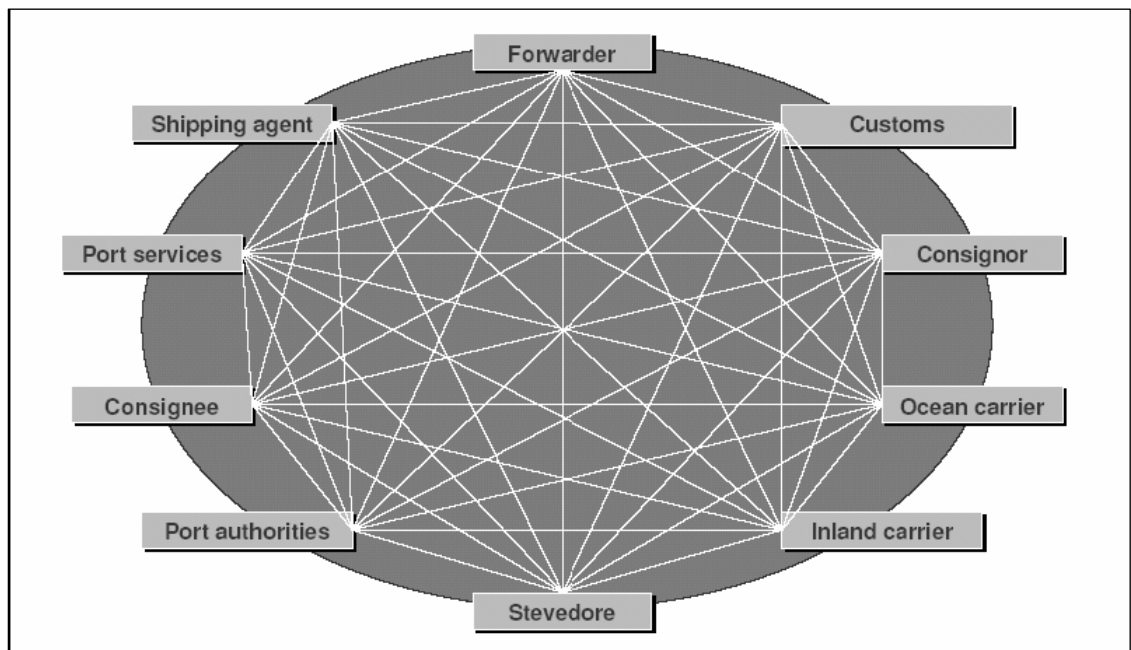 Forwarder
Shipping agent
Customs
Port services
Consignor
Consignee
Ocean carrier
Port authorities
Inland carrier
Stevedore